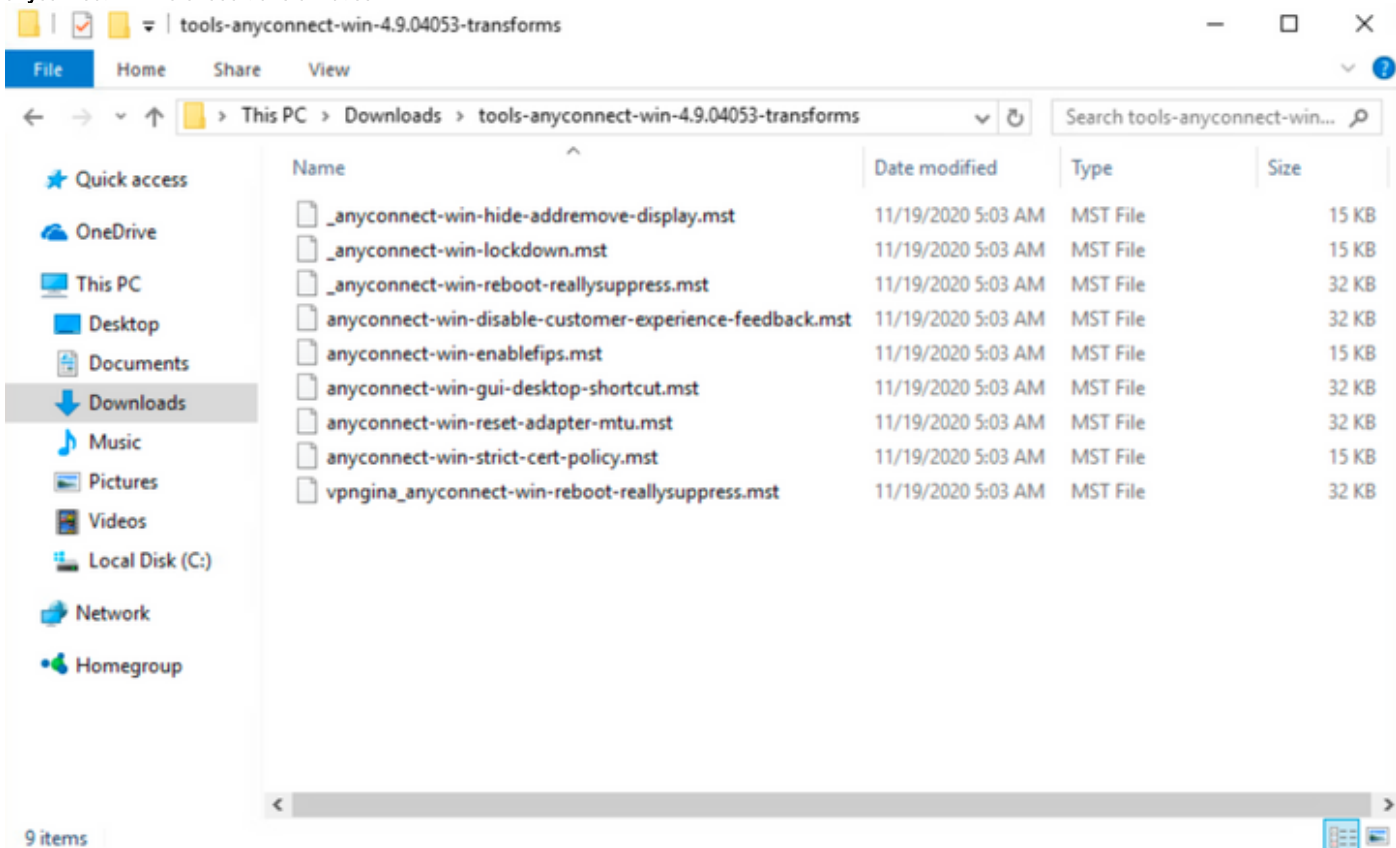 tools-anyconnect-win-4.9.04053-transforms
File Home Share View
This PC > Downloads > tools-anyconnect-win-4.9.04053-transforms
Search tools-anyconnect-win...
Name Date modified Type Size
Quick access
OneDrive
This PC
Desktop
Documents
Downloads
Music
Pictures
Videos
Local Disk (C:)
Network
Homegroup
_anyconnect-win-hide-addremove-display.mst 11/19/2020 5:03 AM MST File 15 KB
_anyconnect-win-lockdown.mst 11/19/2020 5:03 AM MST File 15 KB
_anyconnect-win-reboot-reallysuppress.mst 11/19/2020 5:03 AM MST File 32 KB
anyconnect-win-disable-customer-experience-feedback.mst 11/19/2020 5:03 AM MST File 32 KB
anyconnect-win-enablefips.mst 11/19/2020 5:03 AM MST File 15 KB
anyconnect-win-gui-desktop-shortcut.mst 11/19/2020 5:03 AM MST File 32 KB
anyconnect-win-reset-adapter-mtu.mst 11/19/2020 5:03 AM MST File 32 KB
anyconnect-win-strict-cert-policy.mst 11/19/2020 5:03 AM MST File 15 KB
vpngina_anyconnect-win-reboot-reallysuppress.mst 11/19/2020 5:03 AM MST File 32 KB
9 items